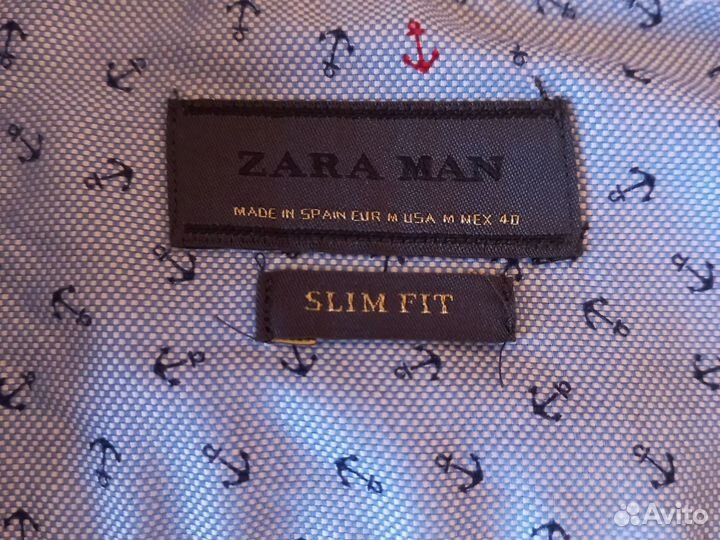 ZARA MAN
MADE IN SPAIN EUR M USA M MEX 40
SLIM FIT
Avito